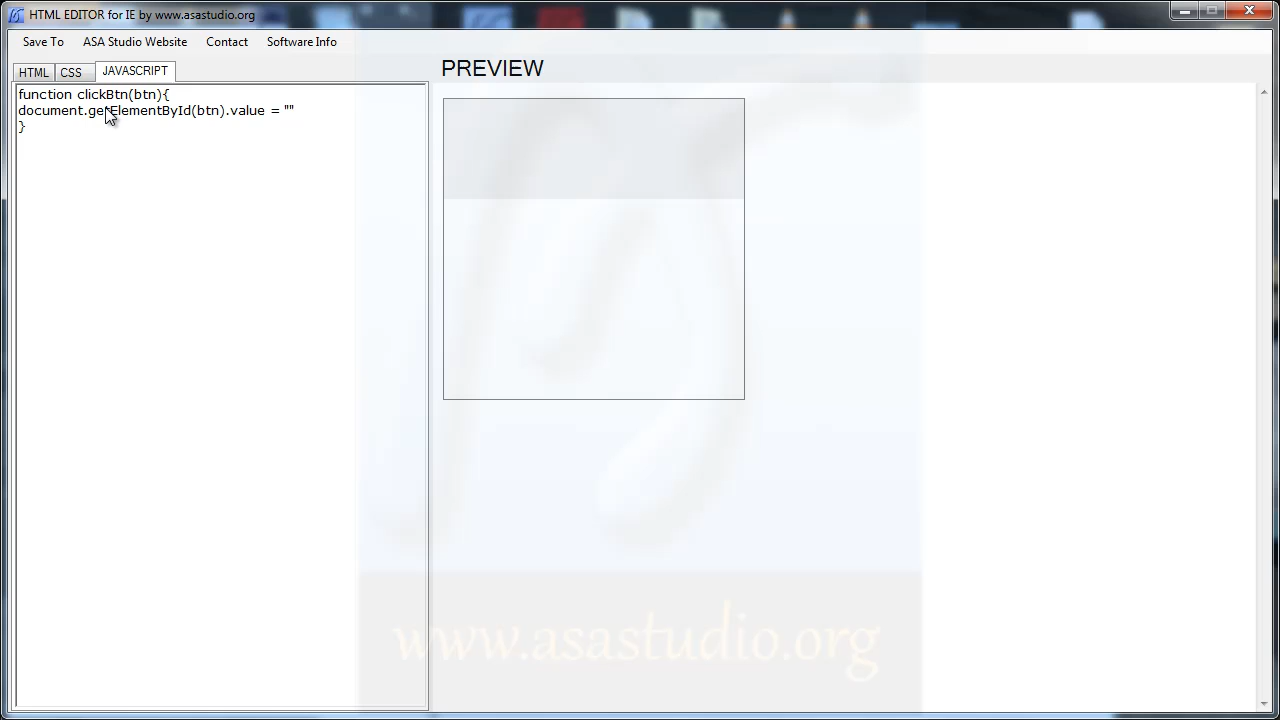 HTML EDITOR for IE by www.asastudio.org
Save To ASA Studio Website Contact Software Info
HTML CSS JAVASCRIPT
PREVIEW
function clickBtn(btn){
document.getElementById(btn).value = ""
}
www.asastudio.org